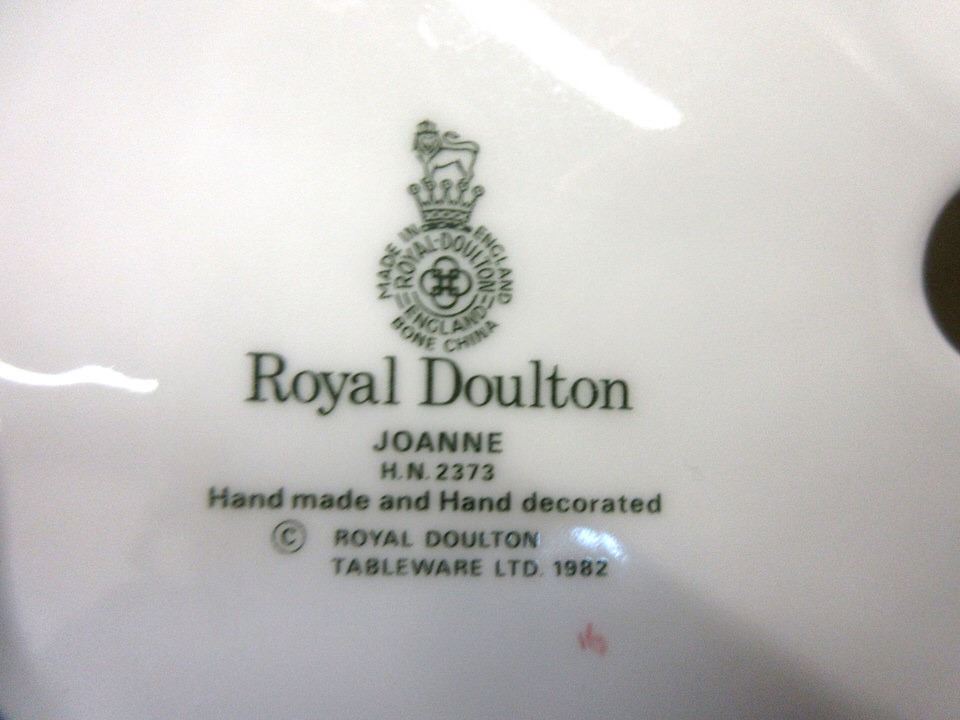 MADE IN ENGLAND
ROYAL·DOULTON
ENGLAND
BONE CHINA
Royal Doulton
JOANNE
H.N. 2373
Hand made and Hand decorated
© ROYAL DOULTON
TABLEWARE LTD. 1982